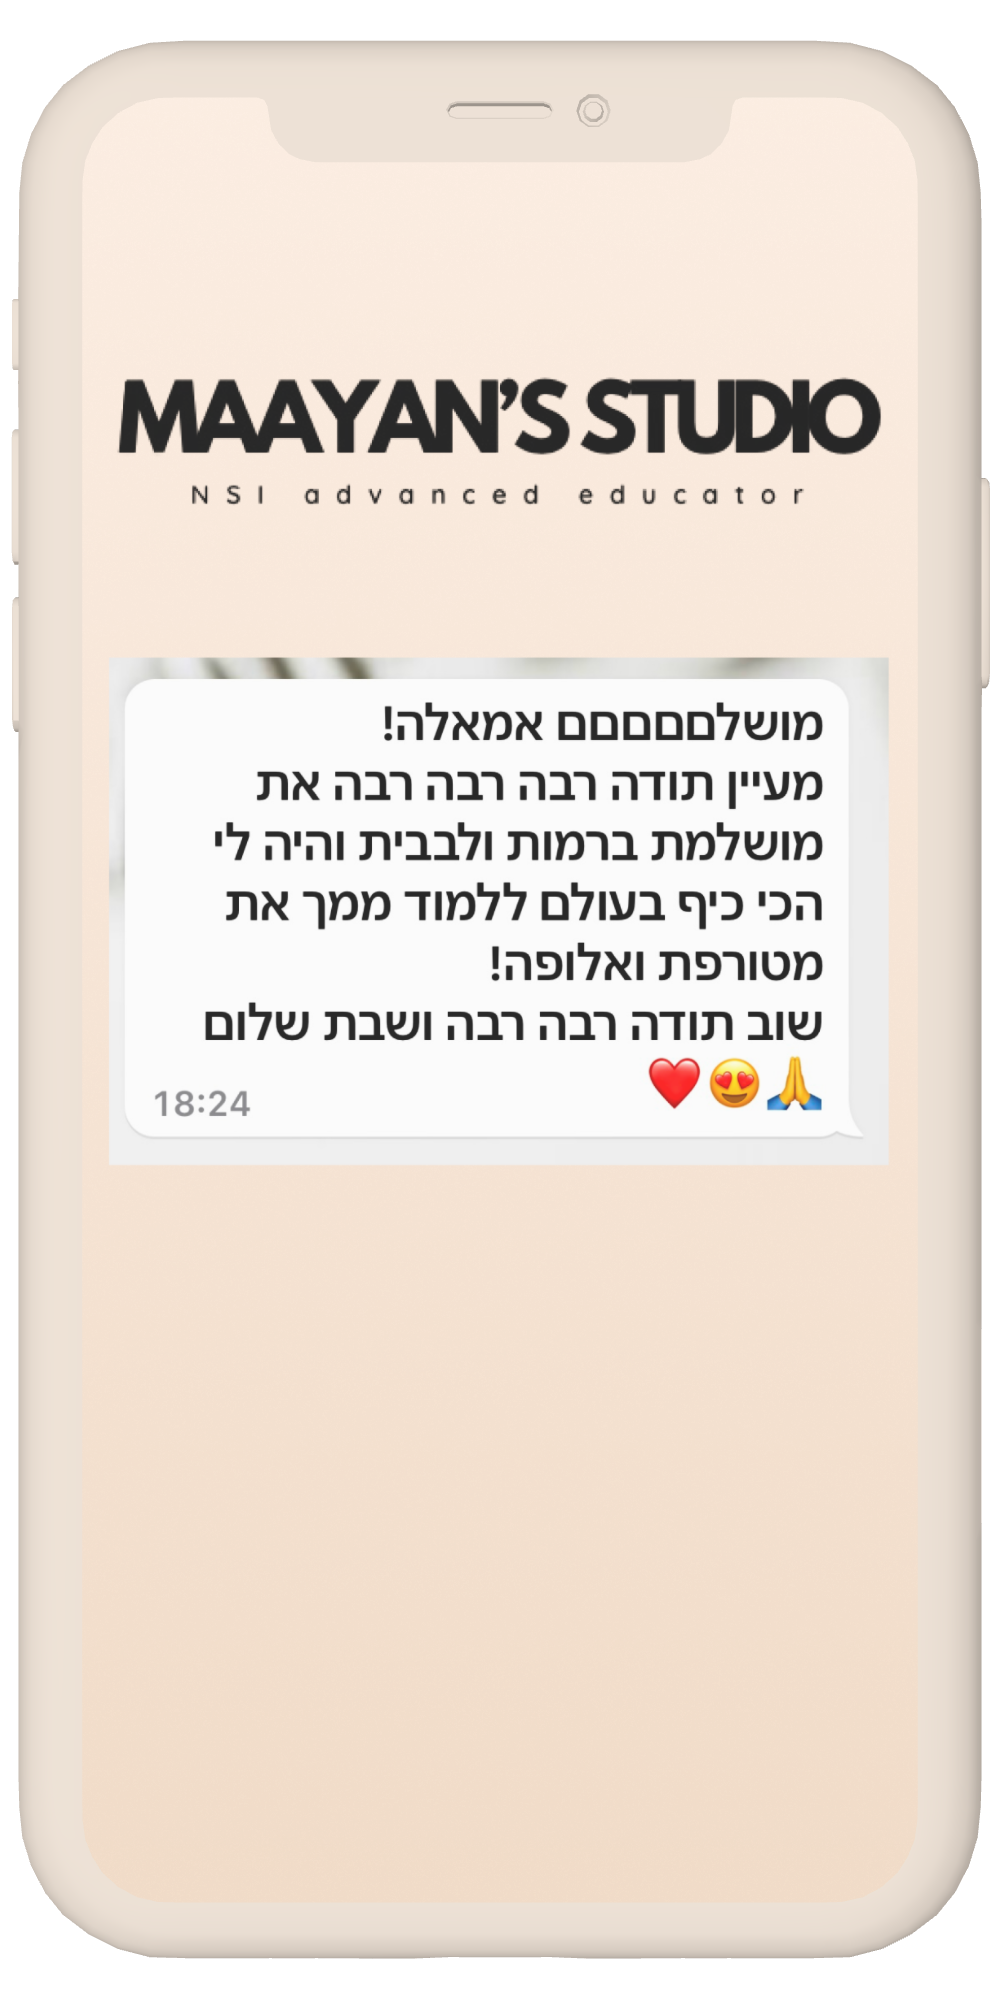 MAAYAN'S STUDIO
NSI advanced educator
מושלםםםםםם אמאלה!
מעיין תודה רבה רבה רבה את
מושלמת ברמות ולבבית והיה לי
הכי כיף בעולם ללמוד ממך את
מטורפת ואלופה!
שוב תודה רבה רבה ושבת שלום
🙏😍❤️
18:24